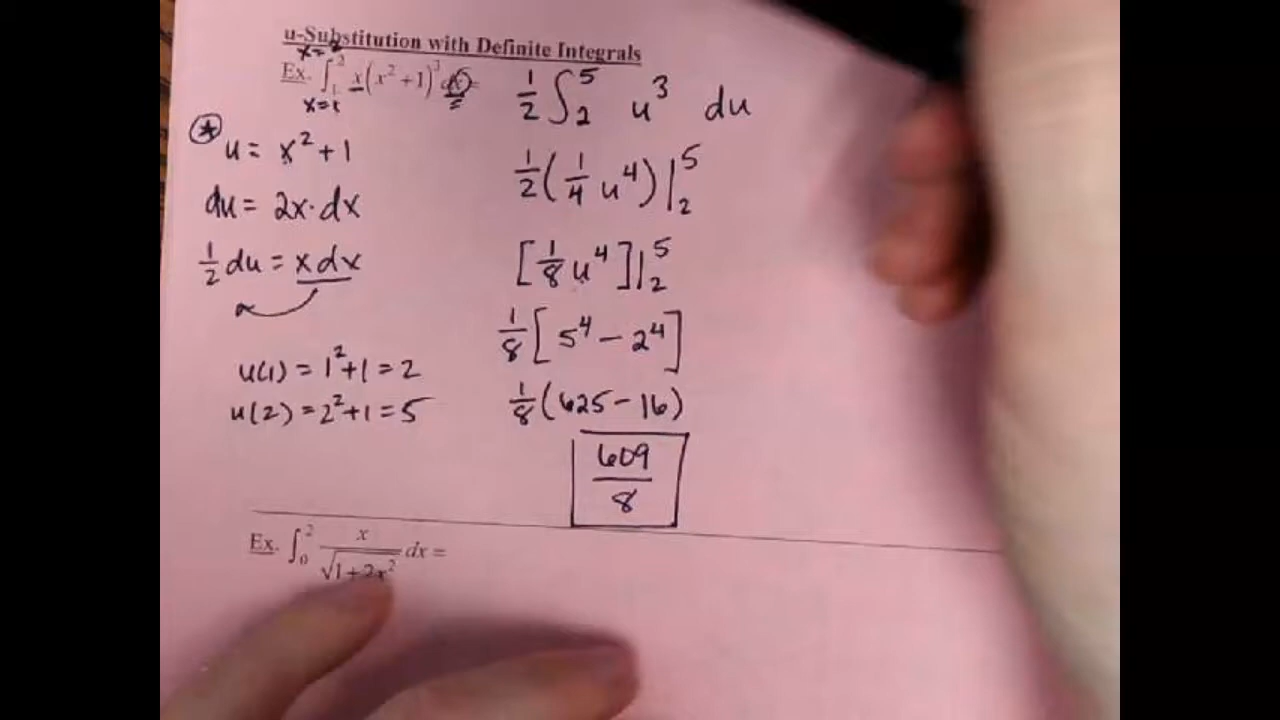 u-Substitution with Definite Integrals
x=2
Ex. ∫₁² x(x²+1)³ dx =
x=1
u = x²+1
du = 2x·dx
½ du = x dx
u(1) = 1²+1 = 2
u(2) = 2²+1 = 5
½ ∫₂⁵ u³ du
½(¼ u⁴)|₂⁵
[⅛ u⁴]|₂⁵
⅛[5⁴ − 2⁴]
⅛(625 − 16)
609/8
Ex. ∫₀² x/√(1+2x²) dx =